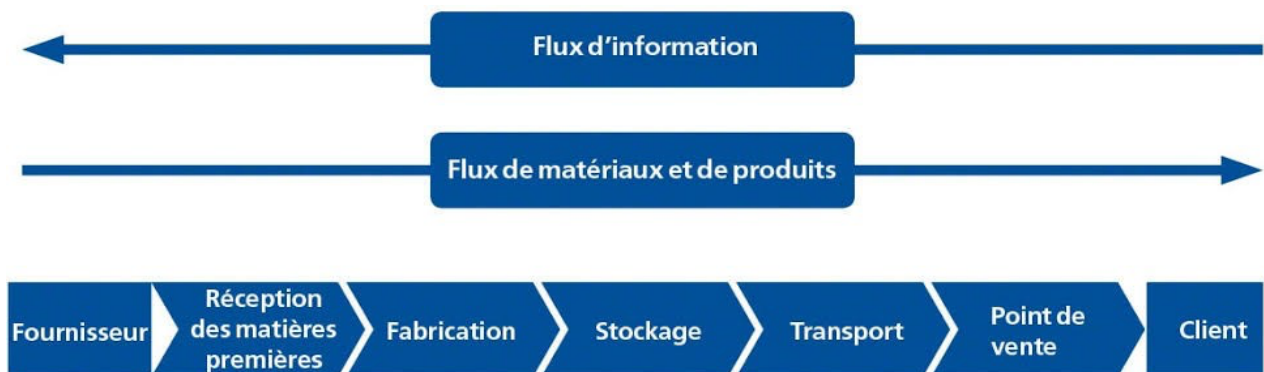 Flux d'information
Flux de matériaux et de produits
Fournisseur
Réception
des matières
premières
Fabrication
Stockage
Transport
Point de
vente
Client